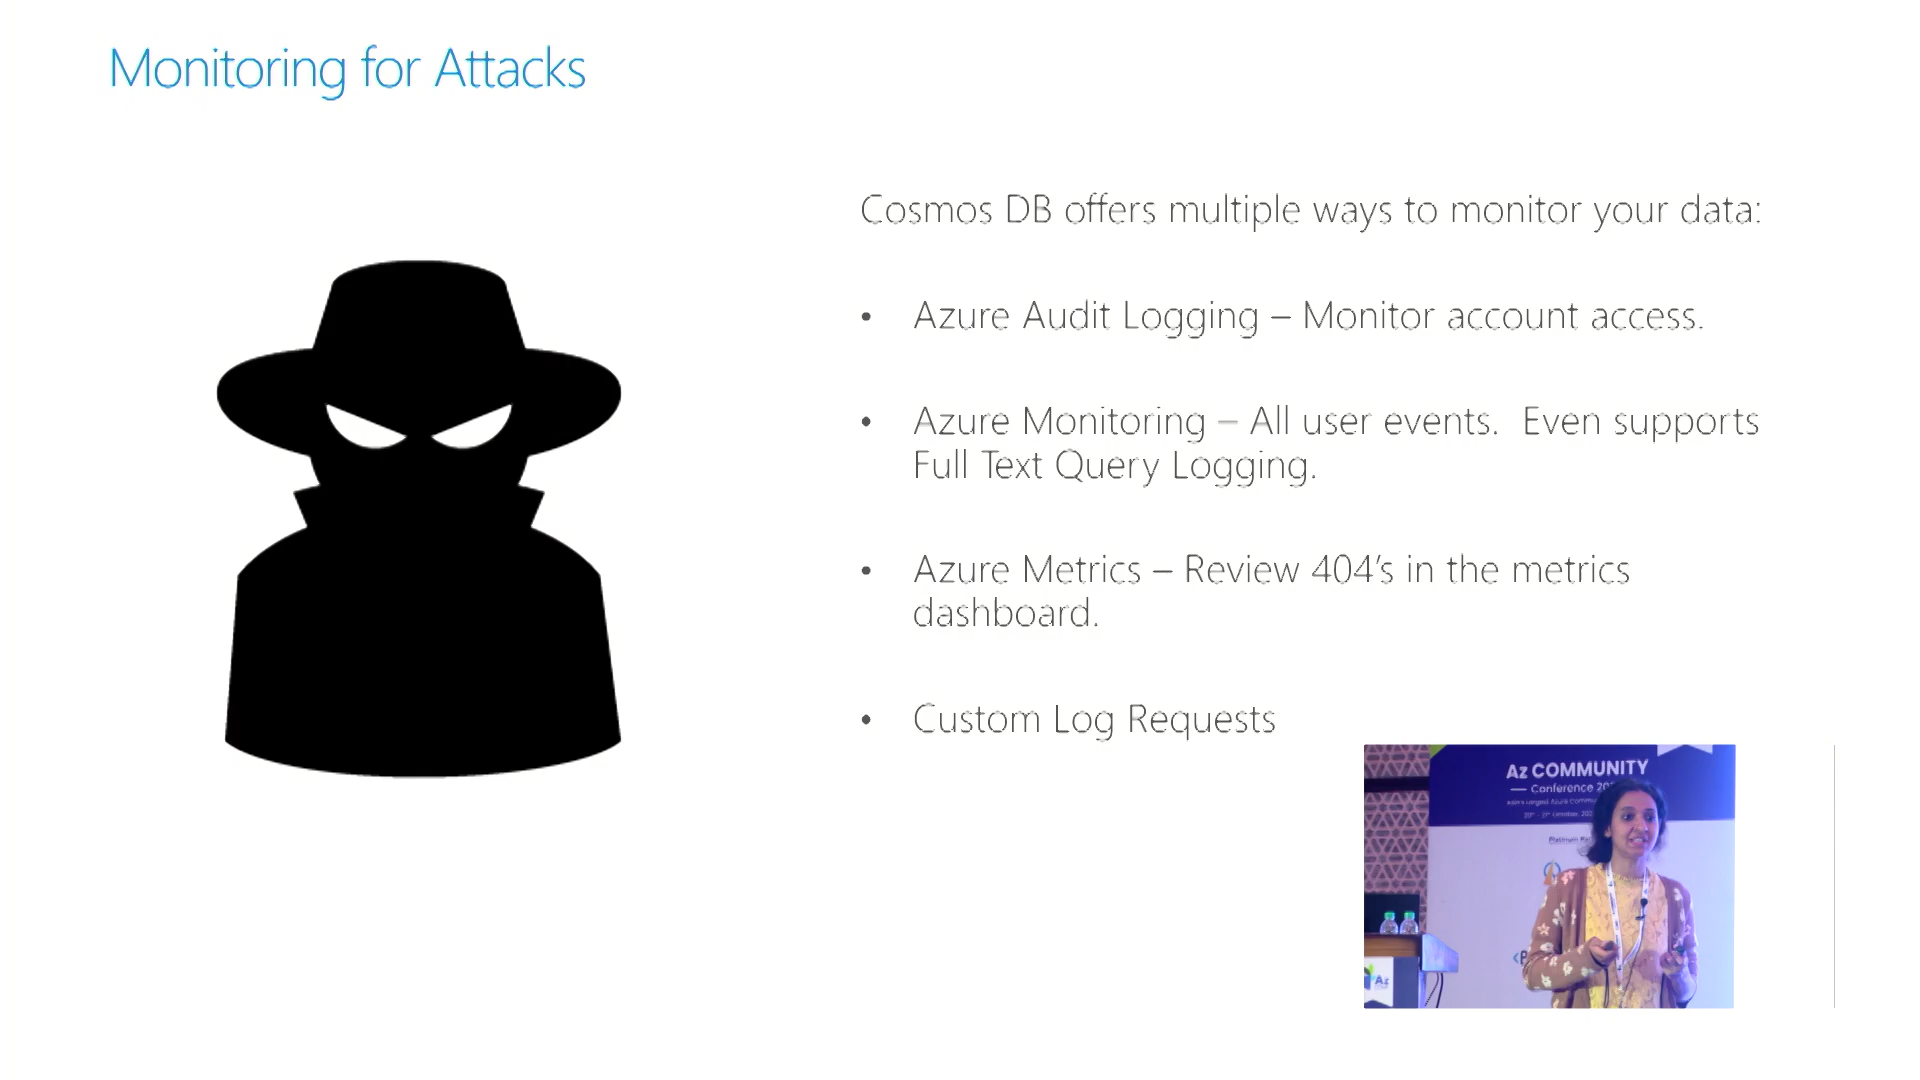 Monitoring for Attacks
Cosmos DB offers multiple ways to monitor your data:
• Azure Audit Logging – Monitor account access.
• Azure Monitoring – All user events.  Even supports
Full Text Query Logging.
• Azure Metrics – Review 404’s in the metrics
dashboard.
• Custom Log Requests
Az COMMUNITY
Conference
Az